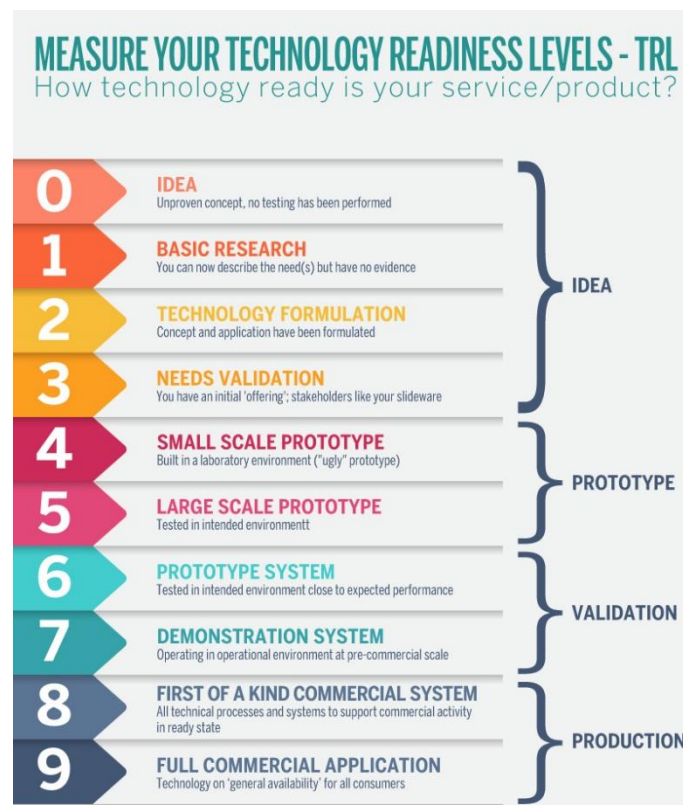 MEASURE YOUR TECHNOLOGY READINESS LEVELS - TRL
How technology ready is your service/product?
0
IDEA
Unproven concept, no testing has been performed
1
BASIC RESEARCH
You can now describe the need(s) but have no evidence
2
TECHNOLOGY FORMULATION
Concept and application have been formulated
3
NEEDS VALIDATION
You have an initial 'offering'; stakeholders like your slideware
IDEA
4
SMALL SCALE PROTOTYPE
Built in a laboratory environment ("ugly" prototype)
5
LARGE SCALE PROTOTYPE
Tested in intended environmentt
PROTOTYPE
6
PROTOTYPE SYSTEM
Tested in intended environment close to expected performance
7
DEMONSTRATION SYSTEM
Operating in operational environment at pre-commercial scale
VALIDATION
8
FIRST OF A KIND COMMERCIAL SYSTEM
All technical processes and systems to support commercial activity
in ready state
9
FULL COMMERCIAL APPLICATION
Technology on 'general availability' for all consumers
PRODUCTION